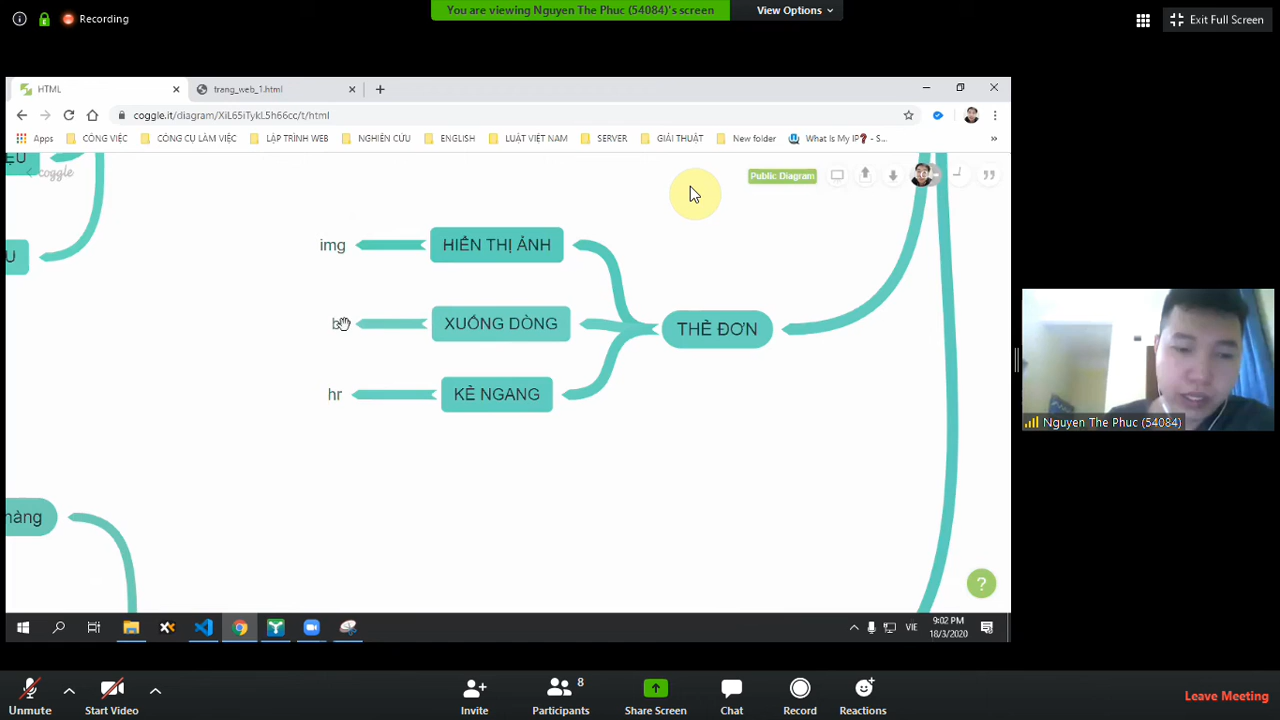 Recording
You are viewing Nguyen The Phuc (54084)'s screen
View Options
Exit Full Screen
HTML
trang_web_1.html
coggle.it/diagram/XiL65iTykL5h66cc/t/html
Apps
CÔNG VIỆC
CÔNG CỤ LÀM VIỆC
LẬP TRÌNH WEB
NGHIÊN CỨU
ENGLISH
LUẬT VIỆT NAM
SERVER
GIẢI THUẬT
New folder
What Is My IP? - S...
coggle
Public Diagram
img
HIỂN THỊ ẢNH
XUỐNG DÒNG
THẺ ĐƠN
hr
KẺ NGANG
VIE
9:02 PM
18/3/2020
Nguyen The Phuc (54084)
Unmute
Start Video
Invite
Participants
8
Share Screen
Chat
Record
Reactions
Leave Meeting